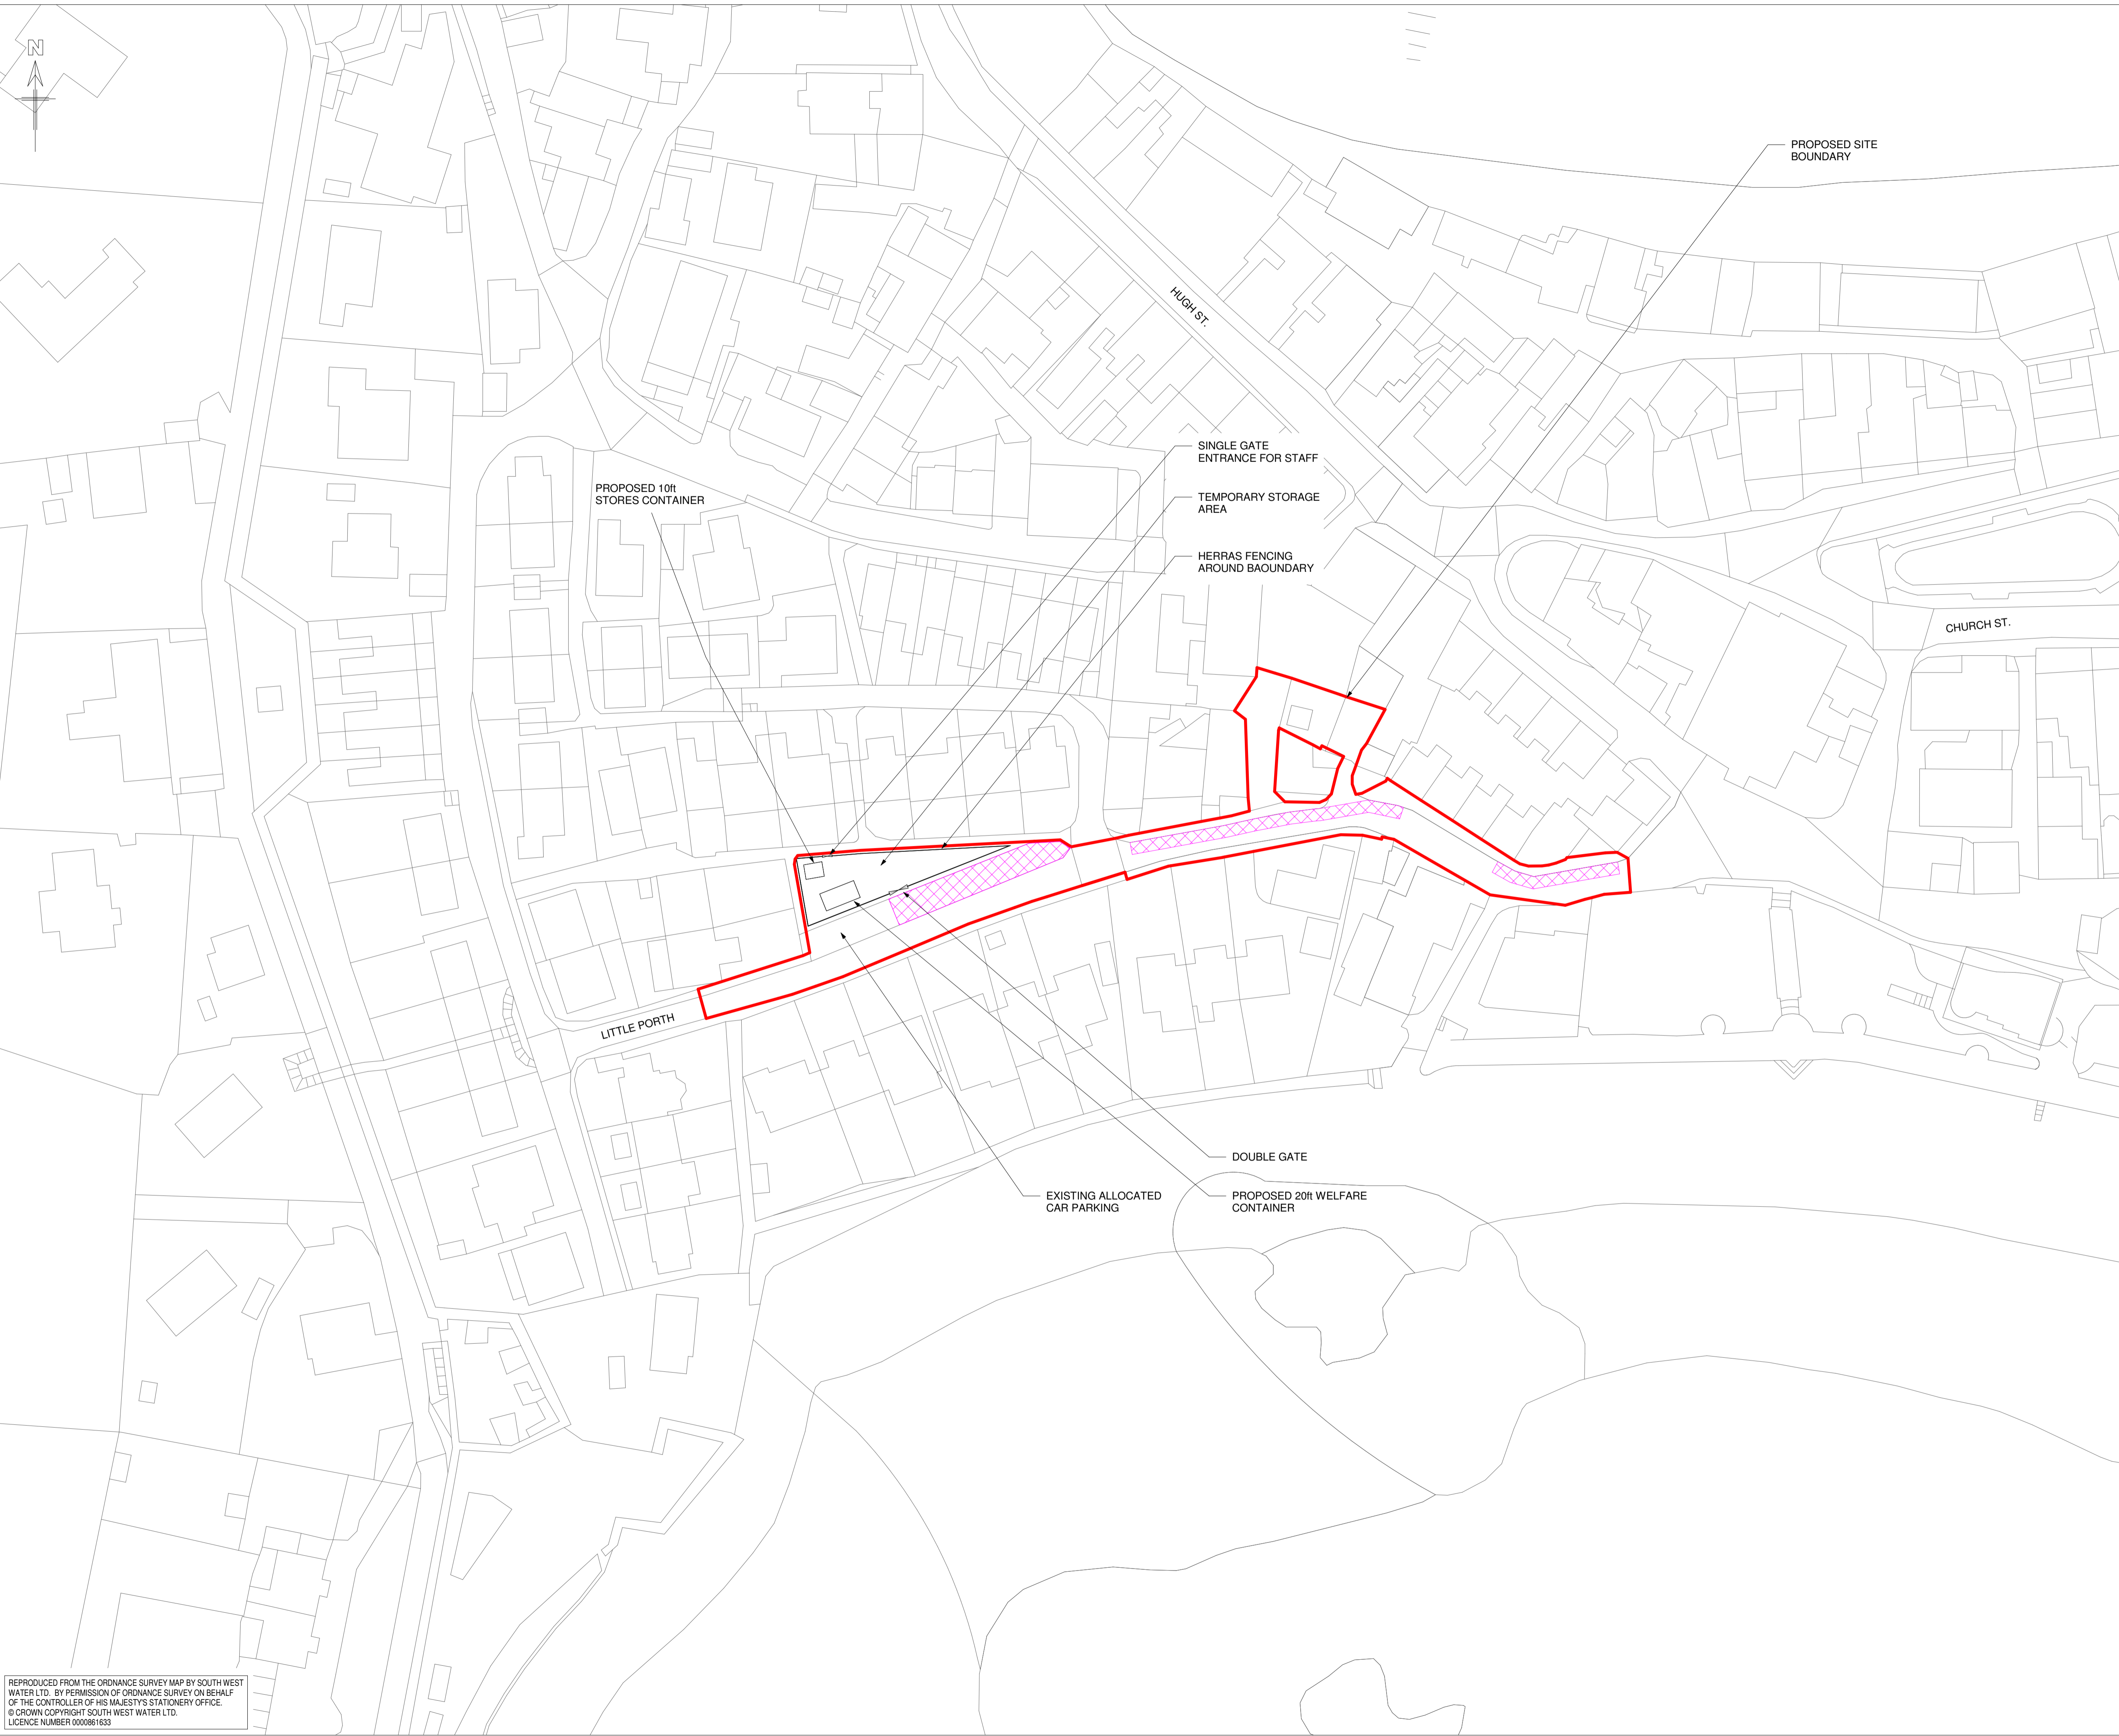 N
PROPOSED SITE
BOUNDARY
HUGH ST.
SINGLE GATE
ENTRANCE FOR STAFF
PROPOSED 10ft
STORES CONTAINER
TEMPORARY STORAGE
AREA
HERRAS FENCING
AROUND BAOUNDARY
CHURCH ST.
LITTLE PORTH
DOUBLE GATE
EXISTING ALLOCATED
CAR PARKING
PROPOSED 20ft WELFARE
CONTAINER
REPRODUCED FROM THE ORDNANCE SURVEY MAP BY SOUTH WEST
WATER LTD. BY PERMISSION OF ORDNANCE SURVEY ON BEHALF
OF THE CONTROLLER OF HIS MAJESTY'S STATIONERY OFFICE.
© CROWN COPYRIGHT SOUTH WEST WATER LTD.
LICENCE NUMBER 0000861633